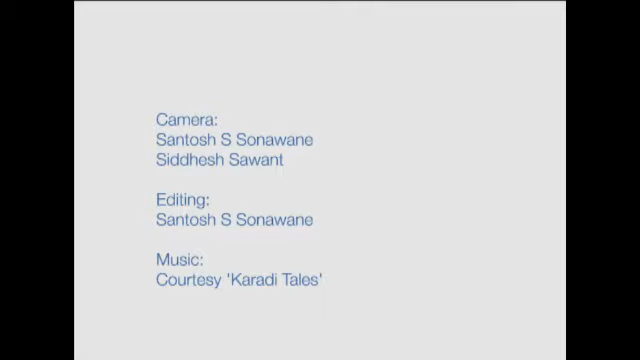 Camera:
Santosh S Sonawane
Siddhesh Sawant
Editing:
Santosh S Sonawane
Music:
Courtesy 'Karadi Tales'